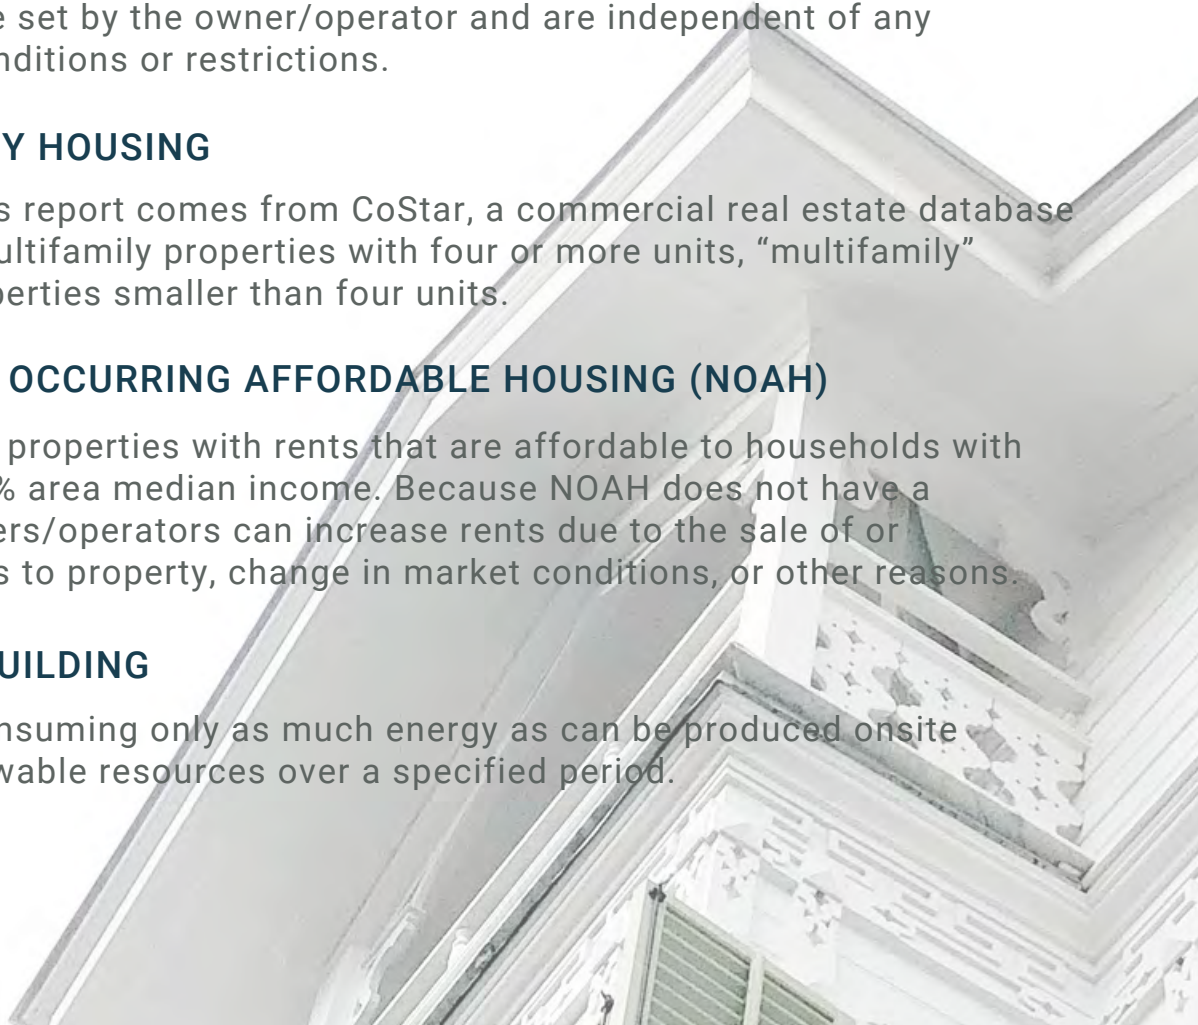 e set by the owner/operator and are independent of any
nditions or restrictions.
Y HOUSING
s report comes from CoStar, a commercial real estate database
ultifamily properties with four or more units, “multifamily”
perties smaller than four units.
OCCURRING AFFORDABLE HOUSING (NOAH)
properties with rents that are affordable to households with
% area median income. Because NOAH does not have a
ers/operators can increase rents due to the sale of or
s to property, change in market conditions, or other reasons.
UILDING
nsuming only as much energy as can be produced onsite
wable resources over a specified period.